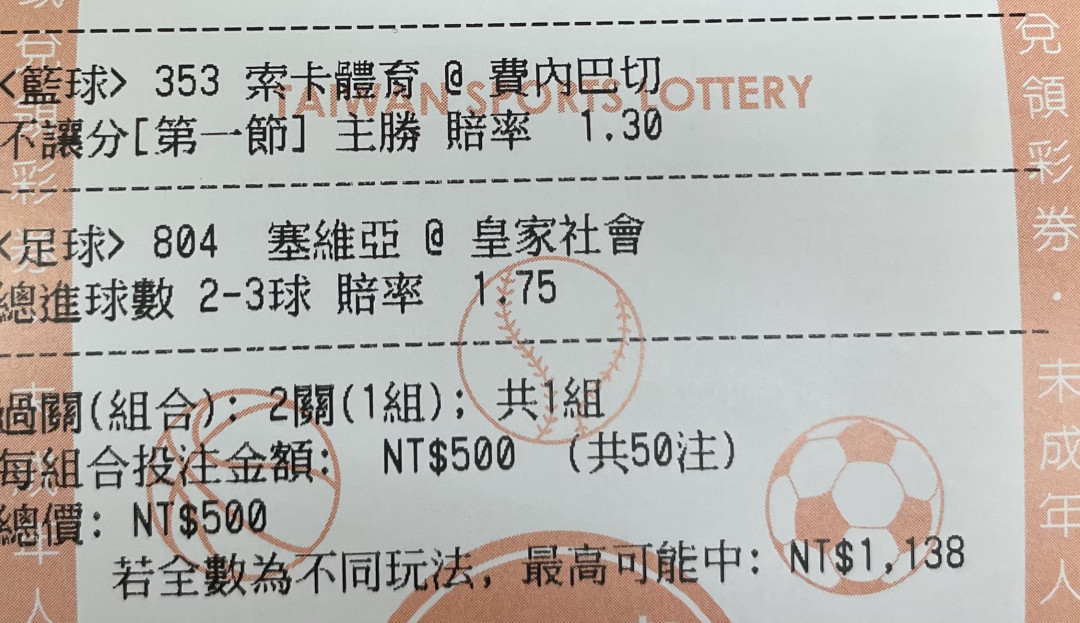 <籃球> 353 索卡體育 @ 費內巴切
TAIWAN SPORTS LOTTERY
不讓分[第一節] 主勝 賠率 1.30
<足球> 804 塞維亞 @ 皇家社會
總進球數 2-3球 賠率 1.75
過關(組合): 2關(1組); 共1組
每組合投注金額: NT$500 (共50注)
總價: NT$500
若全數為不同玩法, 最高可能中: NT$1,138
兌領彩券・未成年人